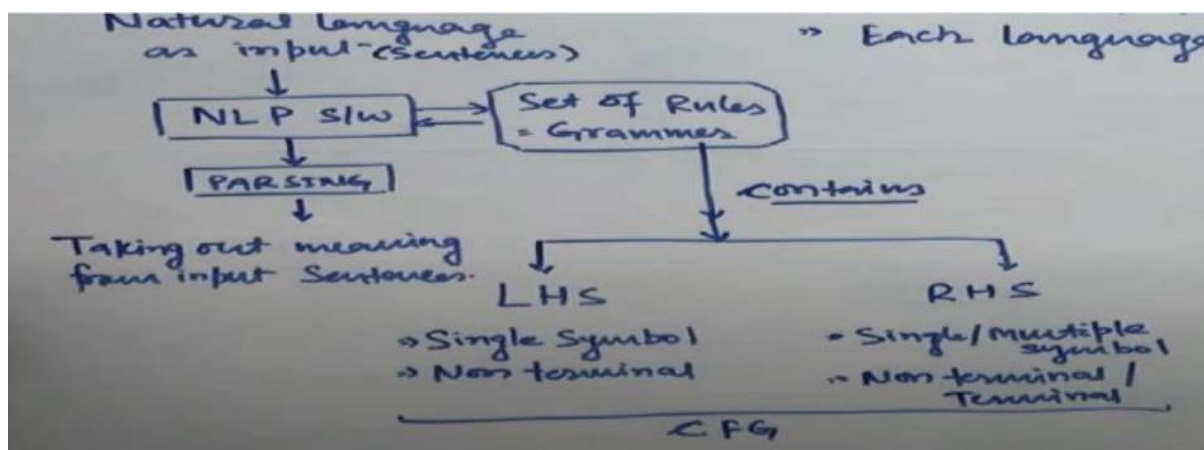 Natural language
as input - (Sentences)
» Each language
NLP S/W
Set of Rules
= Grammes
PARSING
contains
Taking out meaning
from input Sentences.
LHS
RHS
» Single Symbol
» Non terminal
- Single/Multiple
symbol
- Non terminal /
Terminal
CFG